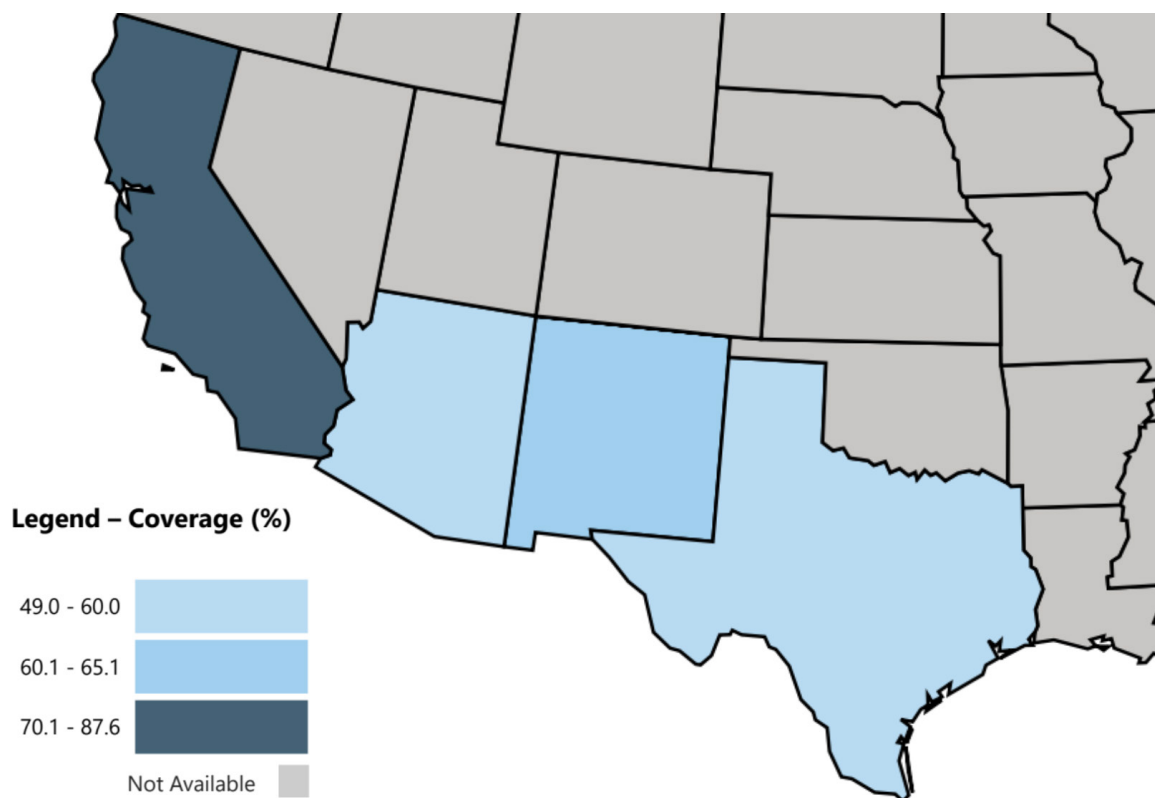 Legend – Coverage (%)
49.0 - 60.0
60.1 - 65.1
70.1 - 87.6
Not Available